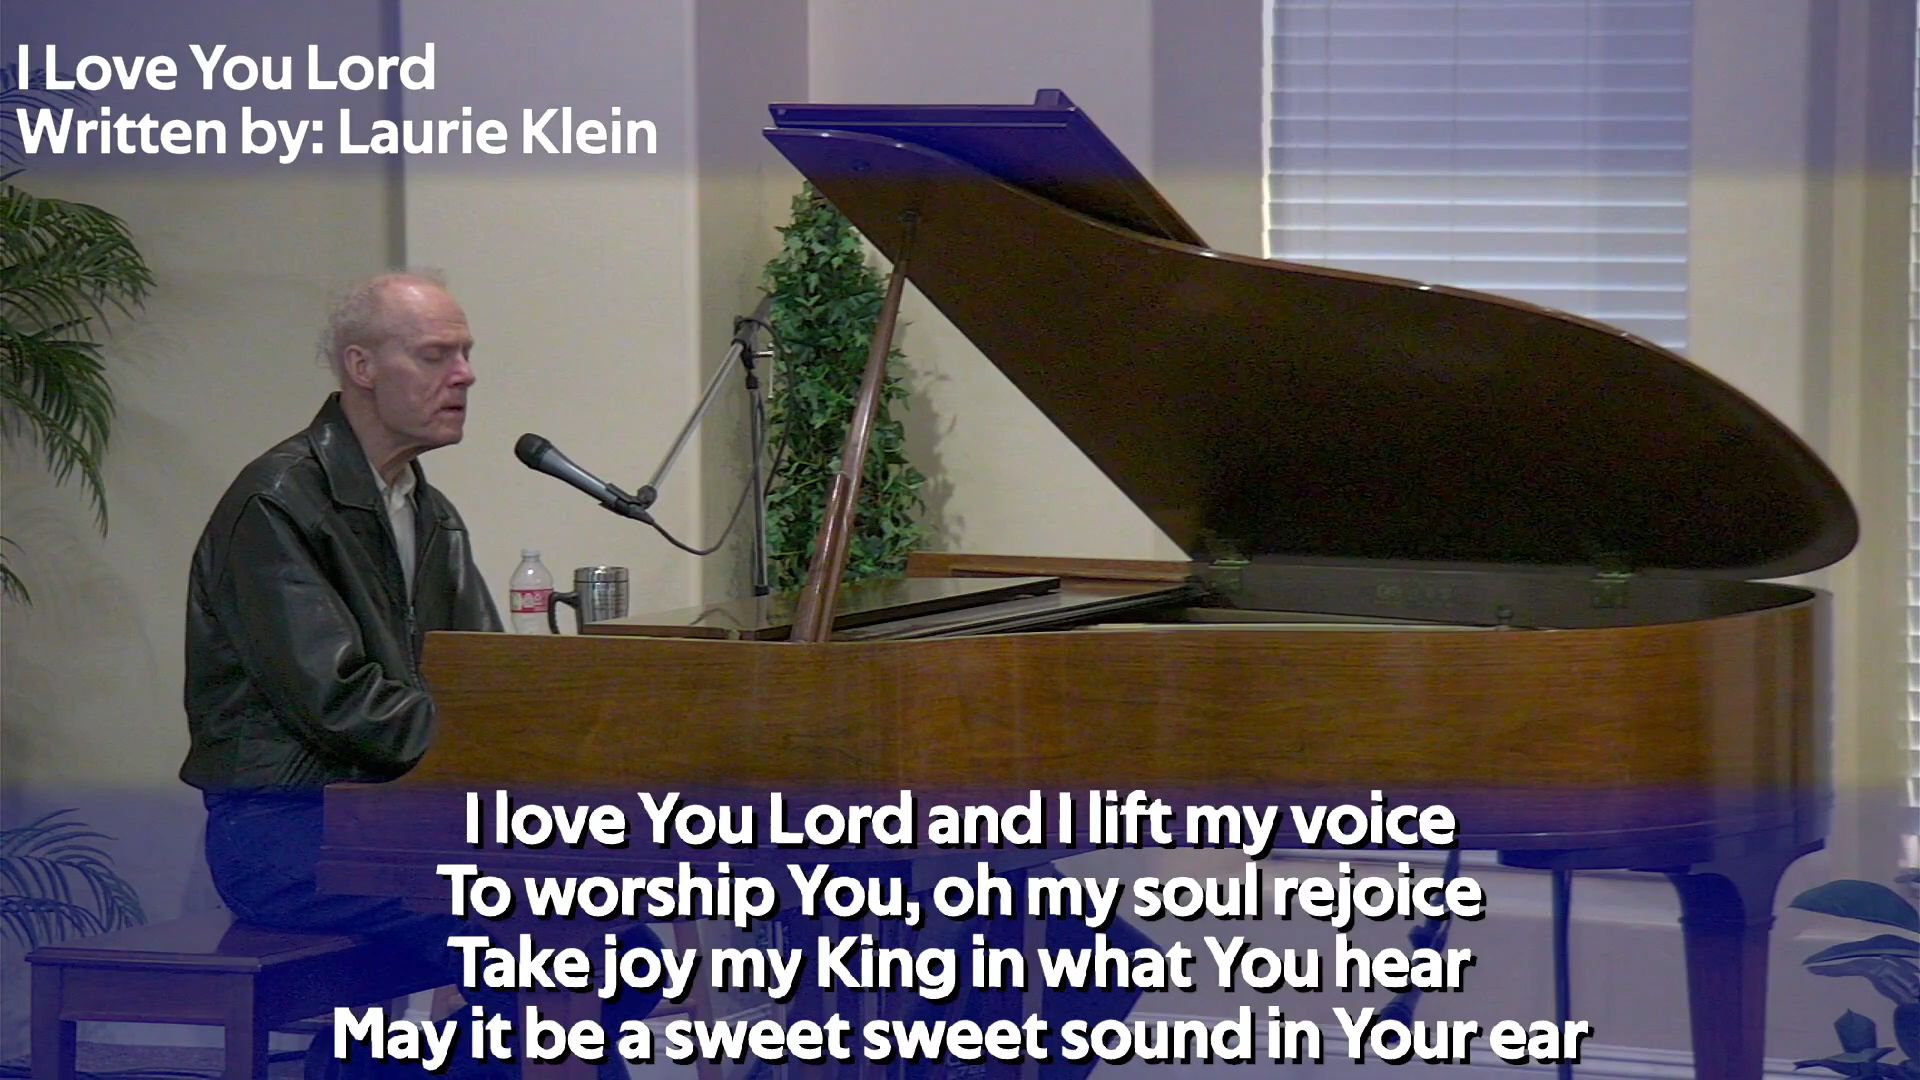 I Love You Lord
Written by: Laurie Klein
I love You Lord and I lift my voice
To worship You, oh my soul rejoice
Take joy my King in what You hear
May it be a sweet sweet sound in Your ear